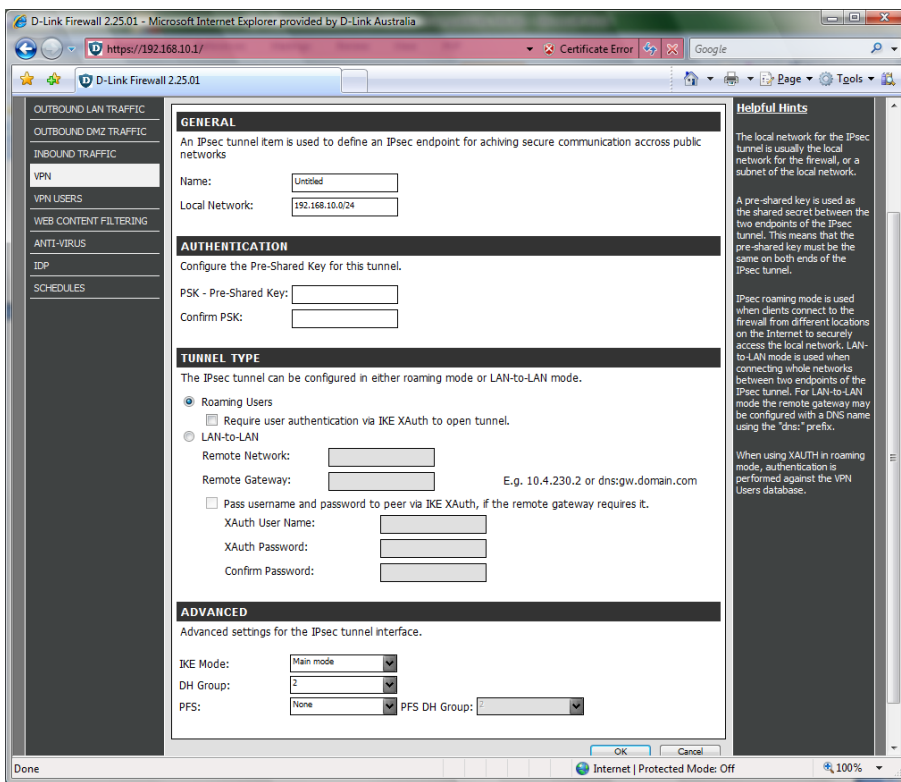 D-Link Firewall 2.25.01 - Microsoft Internet Explorer provided by D-Link Australia
https://192.168.10.1/
Certificate Error
Google
D-Link Firewall 2.25.01
Page
Tools
OUTBOUND LAN TRAFFIC
OUTBOUND DMZ TRAFFIC
INBOUND TRAFFIC
VPN
VPN USERS
WEB CONTENT FILTERING
ANTI-VIRUS
IDP
SCHEDULES
GENERAL
An IPsec tunnel item is used to define an IPsec endpoint for achiving secure communication accross public
networks
Name: Untitled
Local Network: 192.168.10.0/24
AUTHENTICATION
Configure the Pre-Shared Key for this tunnel.
PSK - Pre-Shared Key:
Confirm PSK:
TUNNEL TYPE
The IPsec tunnel can be configured in either roaming mode or LAN-to-LAN mode.
Roaming Users
Require user authentication via IKE XAuth to open tunnel.
LAN-to-LAN
Remote Network:
Remote Gateway: E.g. 10.4.230.2 or dns:gw.domain.com
Pass username and password to peer via IKE XAuth, if the remote gateway requires it.
XAuth User Name:
XAuth Password:
Confirm Password:
ADVANCED
Advanced settings for the IPsec tunnel interface.
IKE Mode: Main mode
DH Group: 2
PFS: None PFS DH Group: 2
OK Cancel
Helpful Hints
The local network for the IPsec
tunnel is usually the local
network for the firewall, or a
subnet of the local network.
A pre-shared key is used as
the shared secret between the
two endpoints of the IPsec
tunnel. This means that the
pre-shared key must be the
same on both ends of the
IPsec tunnel.
IPsec roaming mode is used
when clients connect to the
firewall from different locations
on the Internet to securely
access the local network. LAN-
to-LAN mode is used when
connecting whole networks
between two endpoints of the
IPsec tunnel. For LAN-to-LAN
mode the remote gateway may
be configured with a DNS name
using the "dns:" prefix.
When using XAUTH in roaming
mode, authentication is
performed against the VPN
Users database.
Done
Internet | Protected Mode: Off
100%